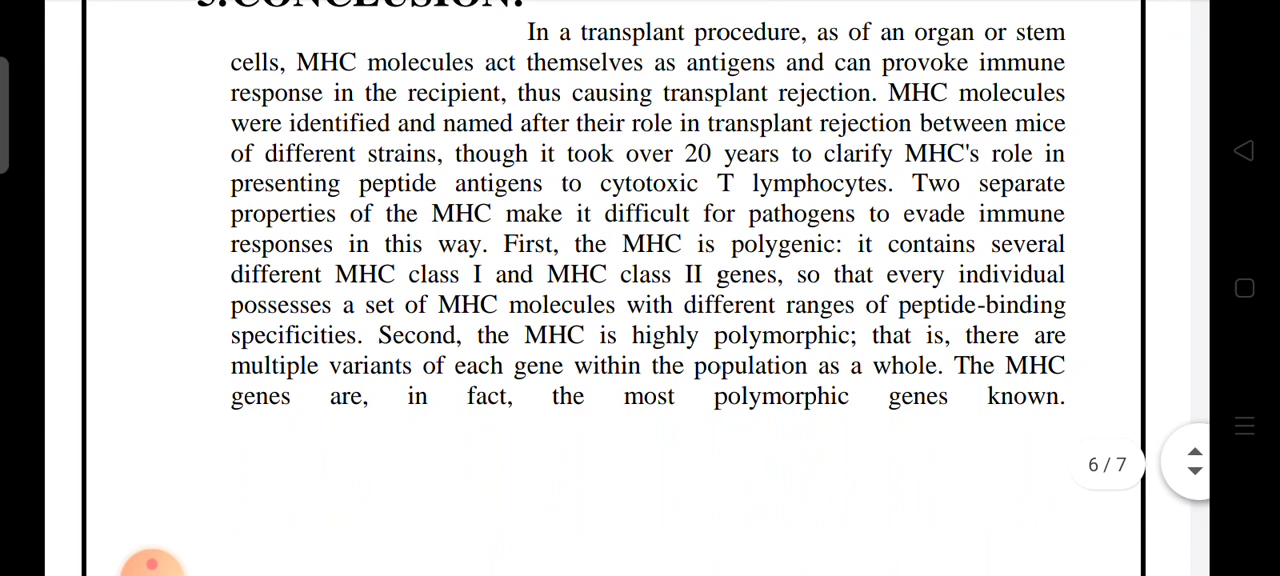 5. CONCLUSION:
In a transplant procedure, as of an organ or stem
cells, MHC molecules act themselves as antigens and can provoke immune
response in the recipient, thus causing transplant rejection. MHC molecules
were identified and named after their role in transplant rejection between mice
of different strains, though it took over 20 years to clarify MHC's role in
presenting peptide antigens to cytotoxic T lymphocytes. Two separate
properties of the MHC make it difficult for pathogens to evade immune
responses in this way. First, the MHC is polygenic: it contains several
different MHC class I and MHC class II genes, so that every individual
possesses a set of MHC molecules with different ranges of peptide-binding
specificities. Second, the MHC is highly polymorphic; that is, there are
multiple variants of each gene within the population as a whole. The MHC
genes are, in fact, the most polymorphic genes known.
6 / 7